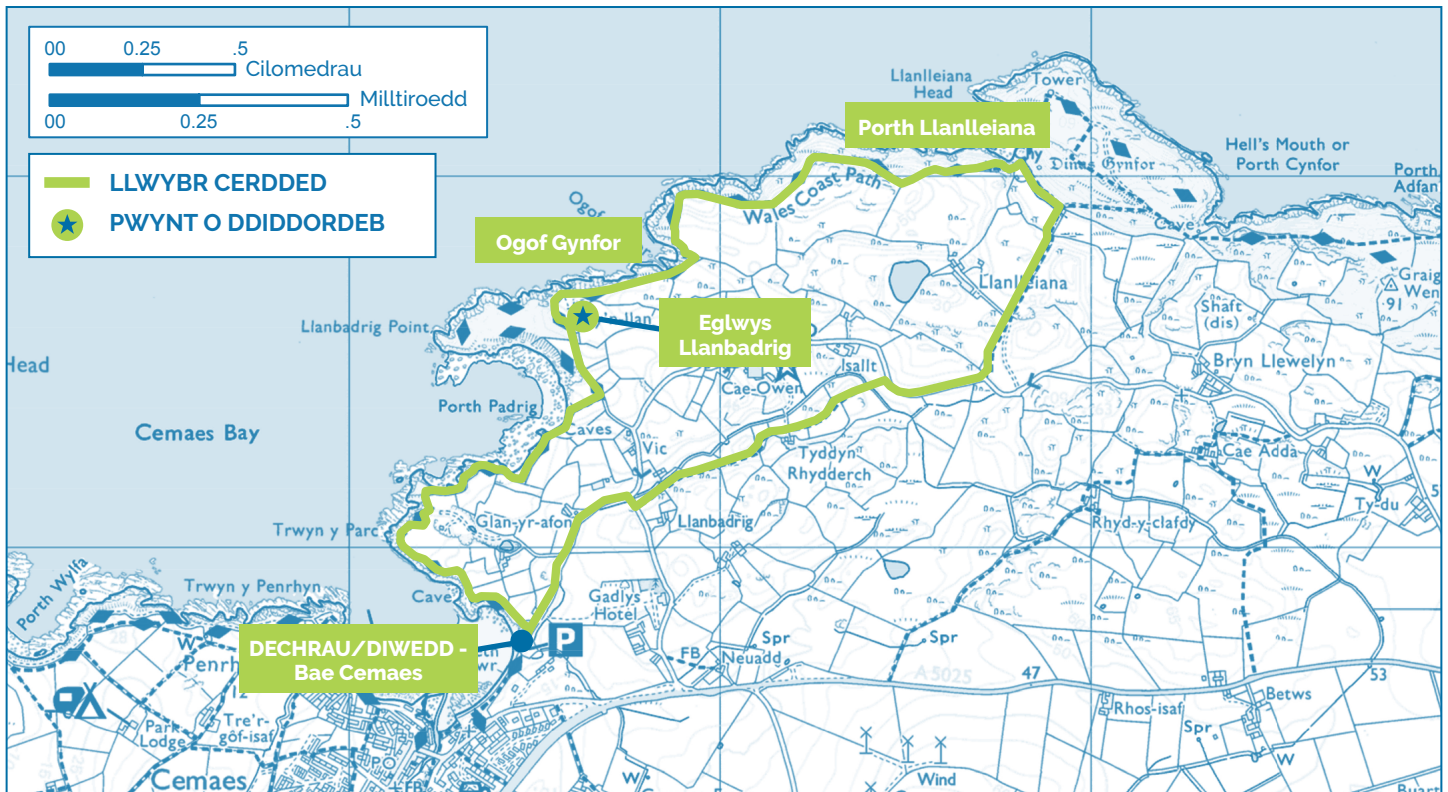 00 0.25 .5
Cilomedrau
Milltiroedd
00 0.25 .5
LLWYBR CERDDED
PWYNT O DDIDDORDEB
Llanlleiana
Head
Tower
Porth Llanlleiana
Dinas Gynfor
Hell's Mouth or
Porth Cynfor
Porth
Adfan
Ogof
Wales Coast Path
Ogof Gynfor
Cave
Graig
Wen
91
Llanlleiana
Shaft
(dis)
Llanbadrig Point
Eglwys
Llanbadrig
Head
Isallt
Bryn Llewelyn
Cae-Owen
Porth Padrig
Cemaes Bay
Caves
Vic
Tyddyn
Rhydderch
Cae Adda
W
Ty-du
Trwyn y Parc
Glan-yr-afon
Llanbadrig
Rhyd-y-clafdy
Porth Wylfa
Trwyn y Penrhyn
Cave
Gadlys
Hotel
P
DECHRAU/DIWEDD -
Bae Cemaes
W
Penrh
Spr
Spr
FB
Neuadd
A 5025
47
53
Betws
Rhos-isaf
Park
Lodge
Tre'r-
gôf-isaf
Spr
W
PO
Cemaes
FB
W
Wind